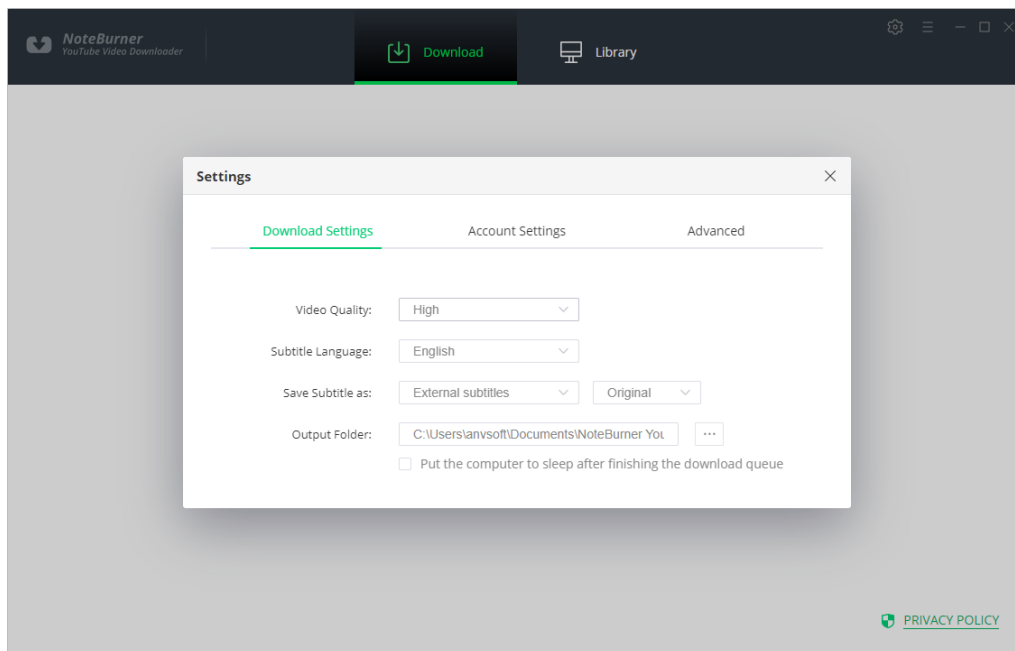 NoteBurner
YouTube Video Downloader
Download
Library
Settings
Download Settings
Account Settings
Advanced
Video Quality:
High
Subtitle Language:
English
Save Subtitle as:
External subtitles
Original
Output Folder:
C:\Users\anvsoft\Documents\NoteBurner You
...
Put the computer to sleep after finishing the download queue
PRIVACY POLICY